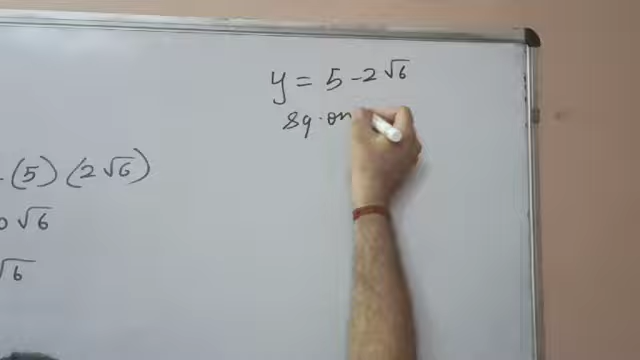 y = 5 - 2√6
sq. on
(5) (2√6)
√6
√6